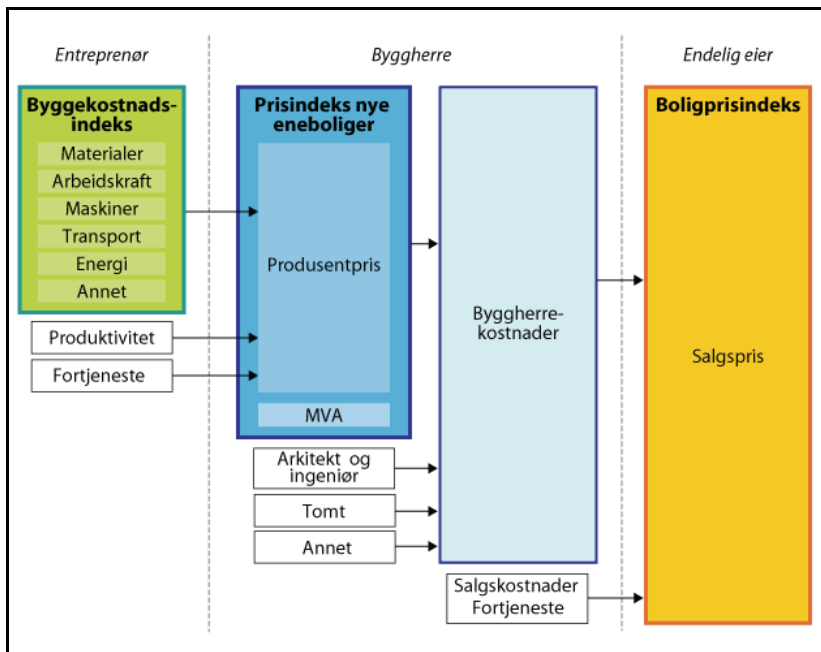 Entreprenør
Byggherre
Endelig eier
Byggekostnads-
indeks
Materialer
Arbeidskraft
Maskiner
Transport
Energi
Annet
Produktivitet
Fortjeneste
Prisindeks nye
eneboliger
Produsentpris
MVA
Arkitekt og
ingeniør
Tomt
Annet
Byggherre-
kostnader
Salgskostnader
Fortjeneste
Boligprisindeks
Salgspris